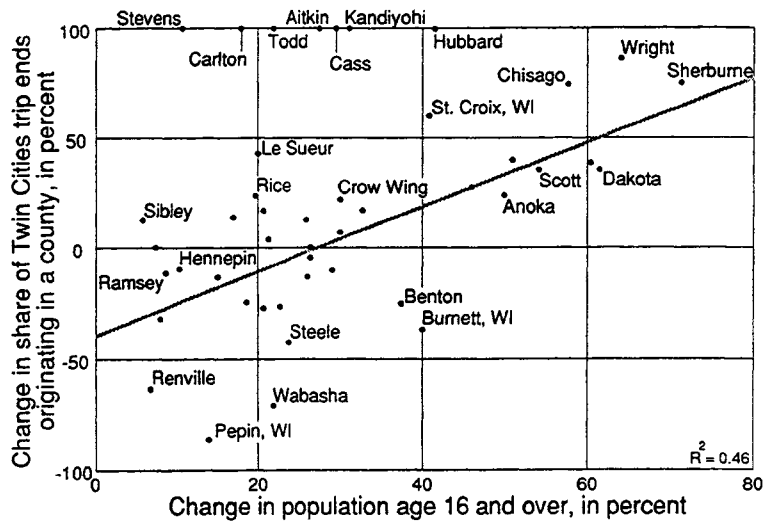 Stevens
Aitkin
Kandiyohi
100
Carlton
Todd
Cass
Hubbard
Wright
Chisago
Sherburne
St. Croix, WI
50
Le Sueur
Rice
Crow Wing
Scott
Dakota
Anoka
Sibley
0
Hennepin
Ramsey
Benton
Burnett, WI
Steele
-50
Renville
Wabasha
Pepin, WI
R² = 0.46
-100
0
20
40
60
80
Change in share of Twin Cities trip ends
originating in a county, in percent
Change in population age 16 and over, in percent